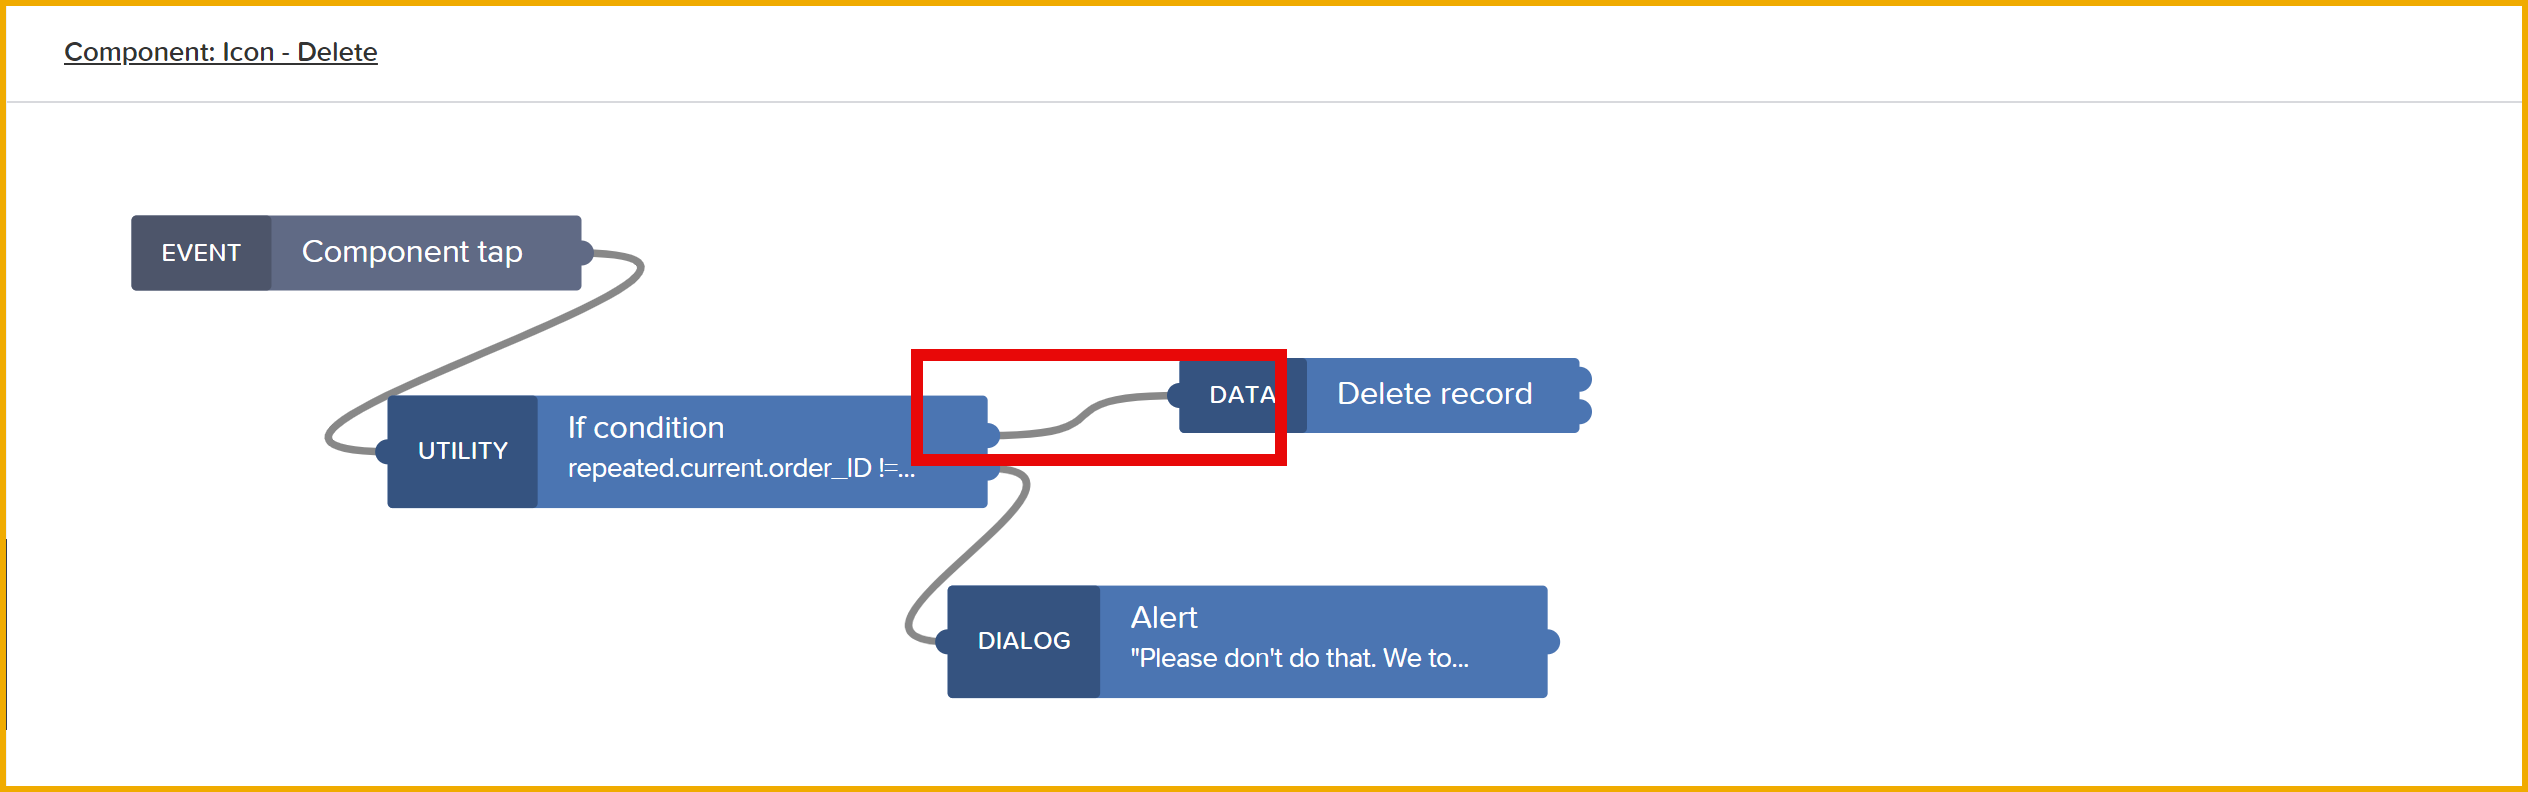 Component: Icon - Delete
EVENT
Component tap
UTILITY
If condition
repeated.current.order_ID !=...
DATA
Delete record
DIALOG
Alert
"Please don't do that. We to...